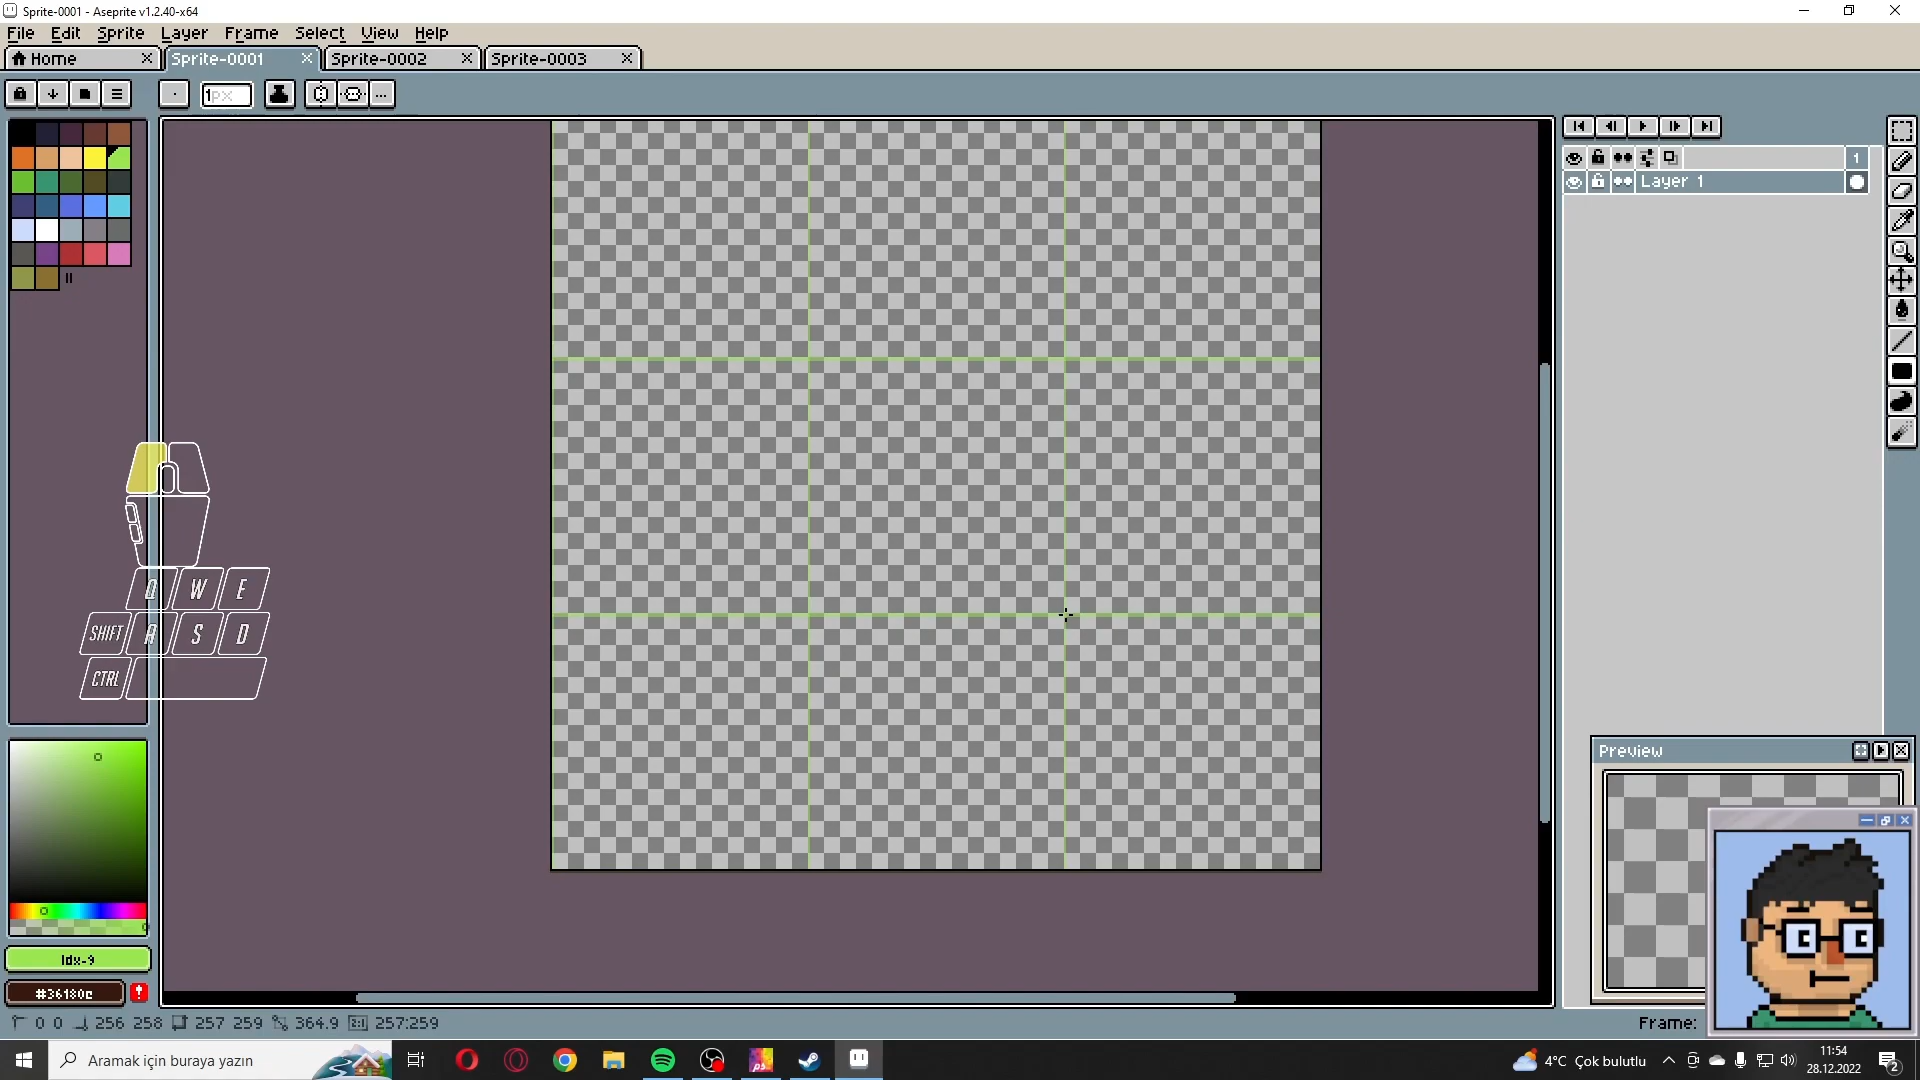 Sprite-0001 - Aseprite v1.2.40-x64
File Edit Sprite Layer Frame Select View Help
Home Sprite-0001 Sprite-0002 Sprite-0003
1px
1
Layer 1
Q W E
SHIFT A S D
CTRL
Preview
Idx-9
#36180c
0 0 256 258 257 259 364.9 257:259
Frame:
Aramak için buraya yazın
4°C Çok bulutlu
11:54
28.12.2022
2